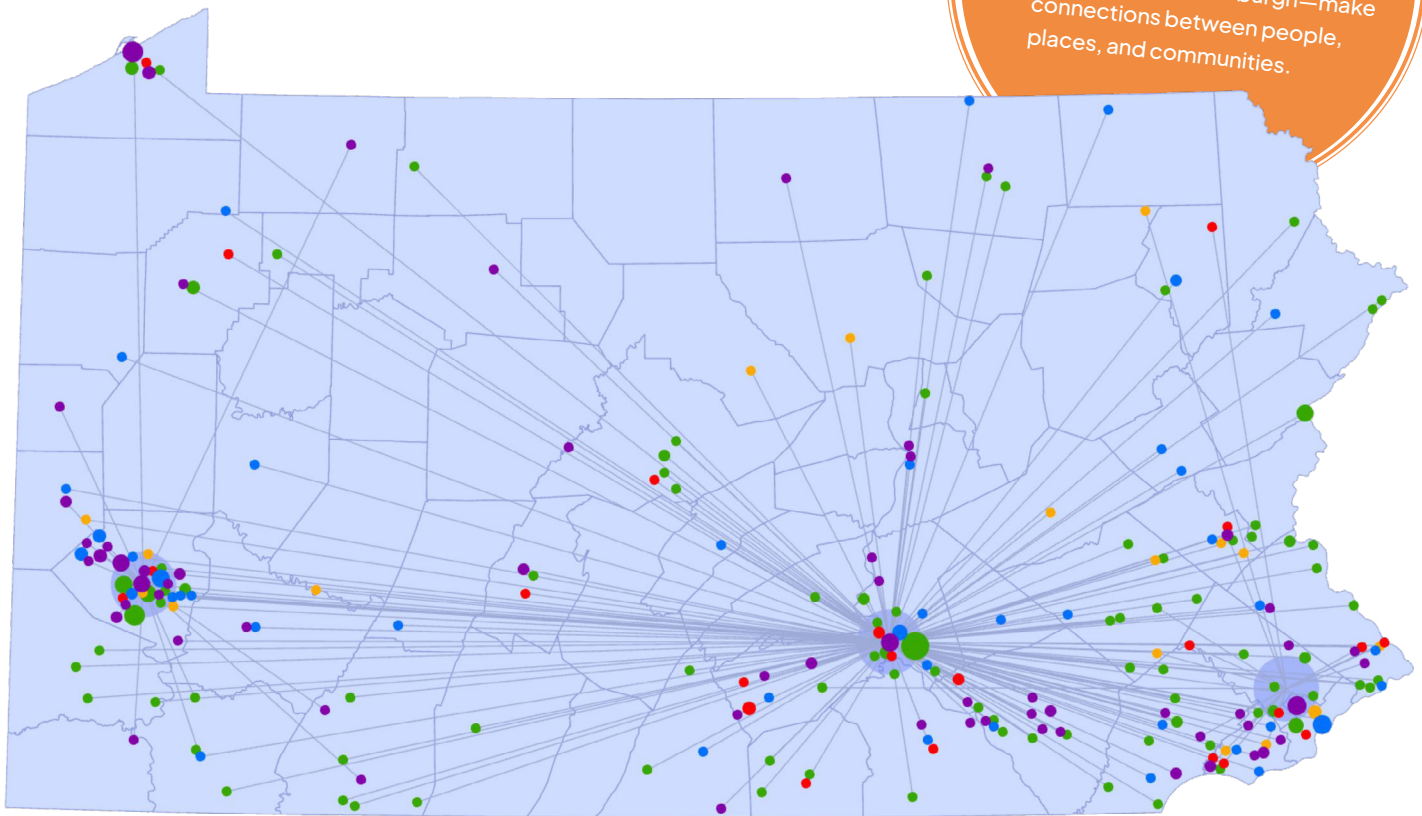 connections between people,
places, and communities.